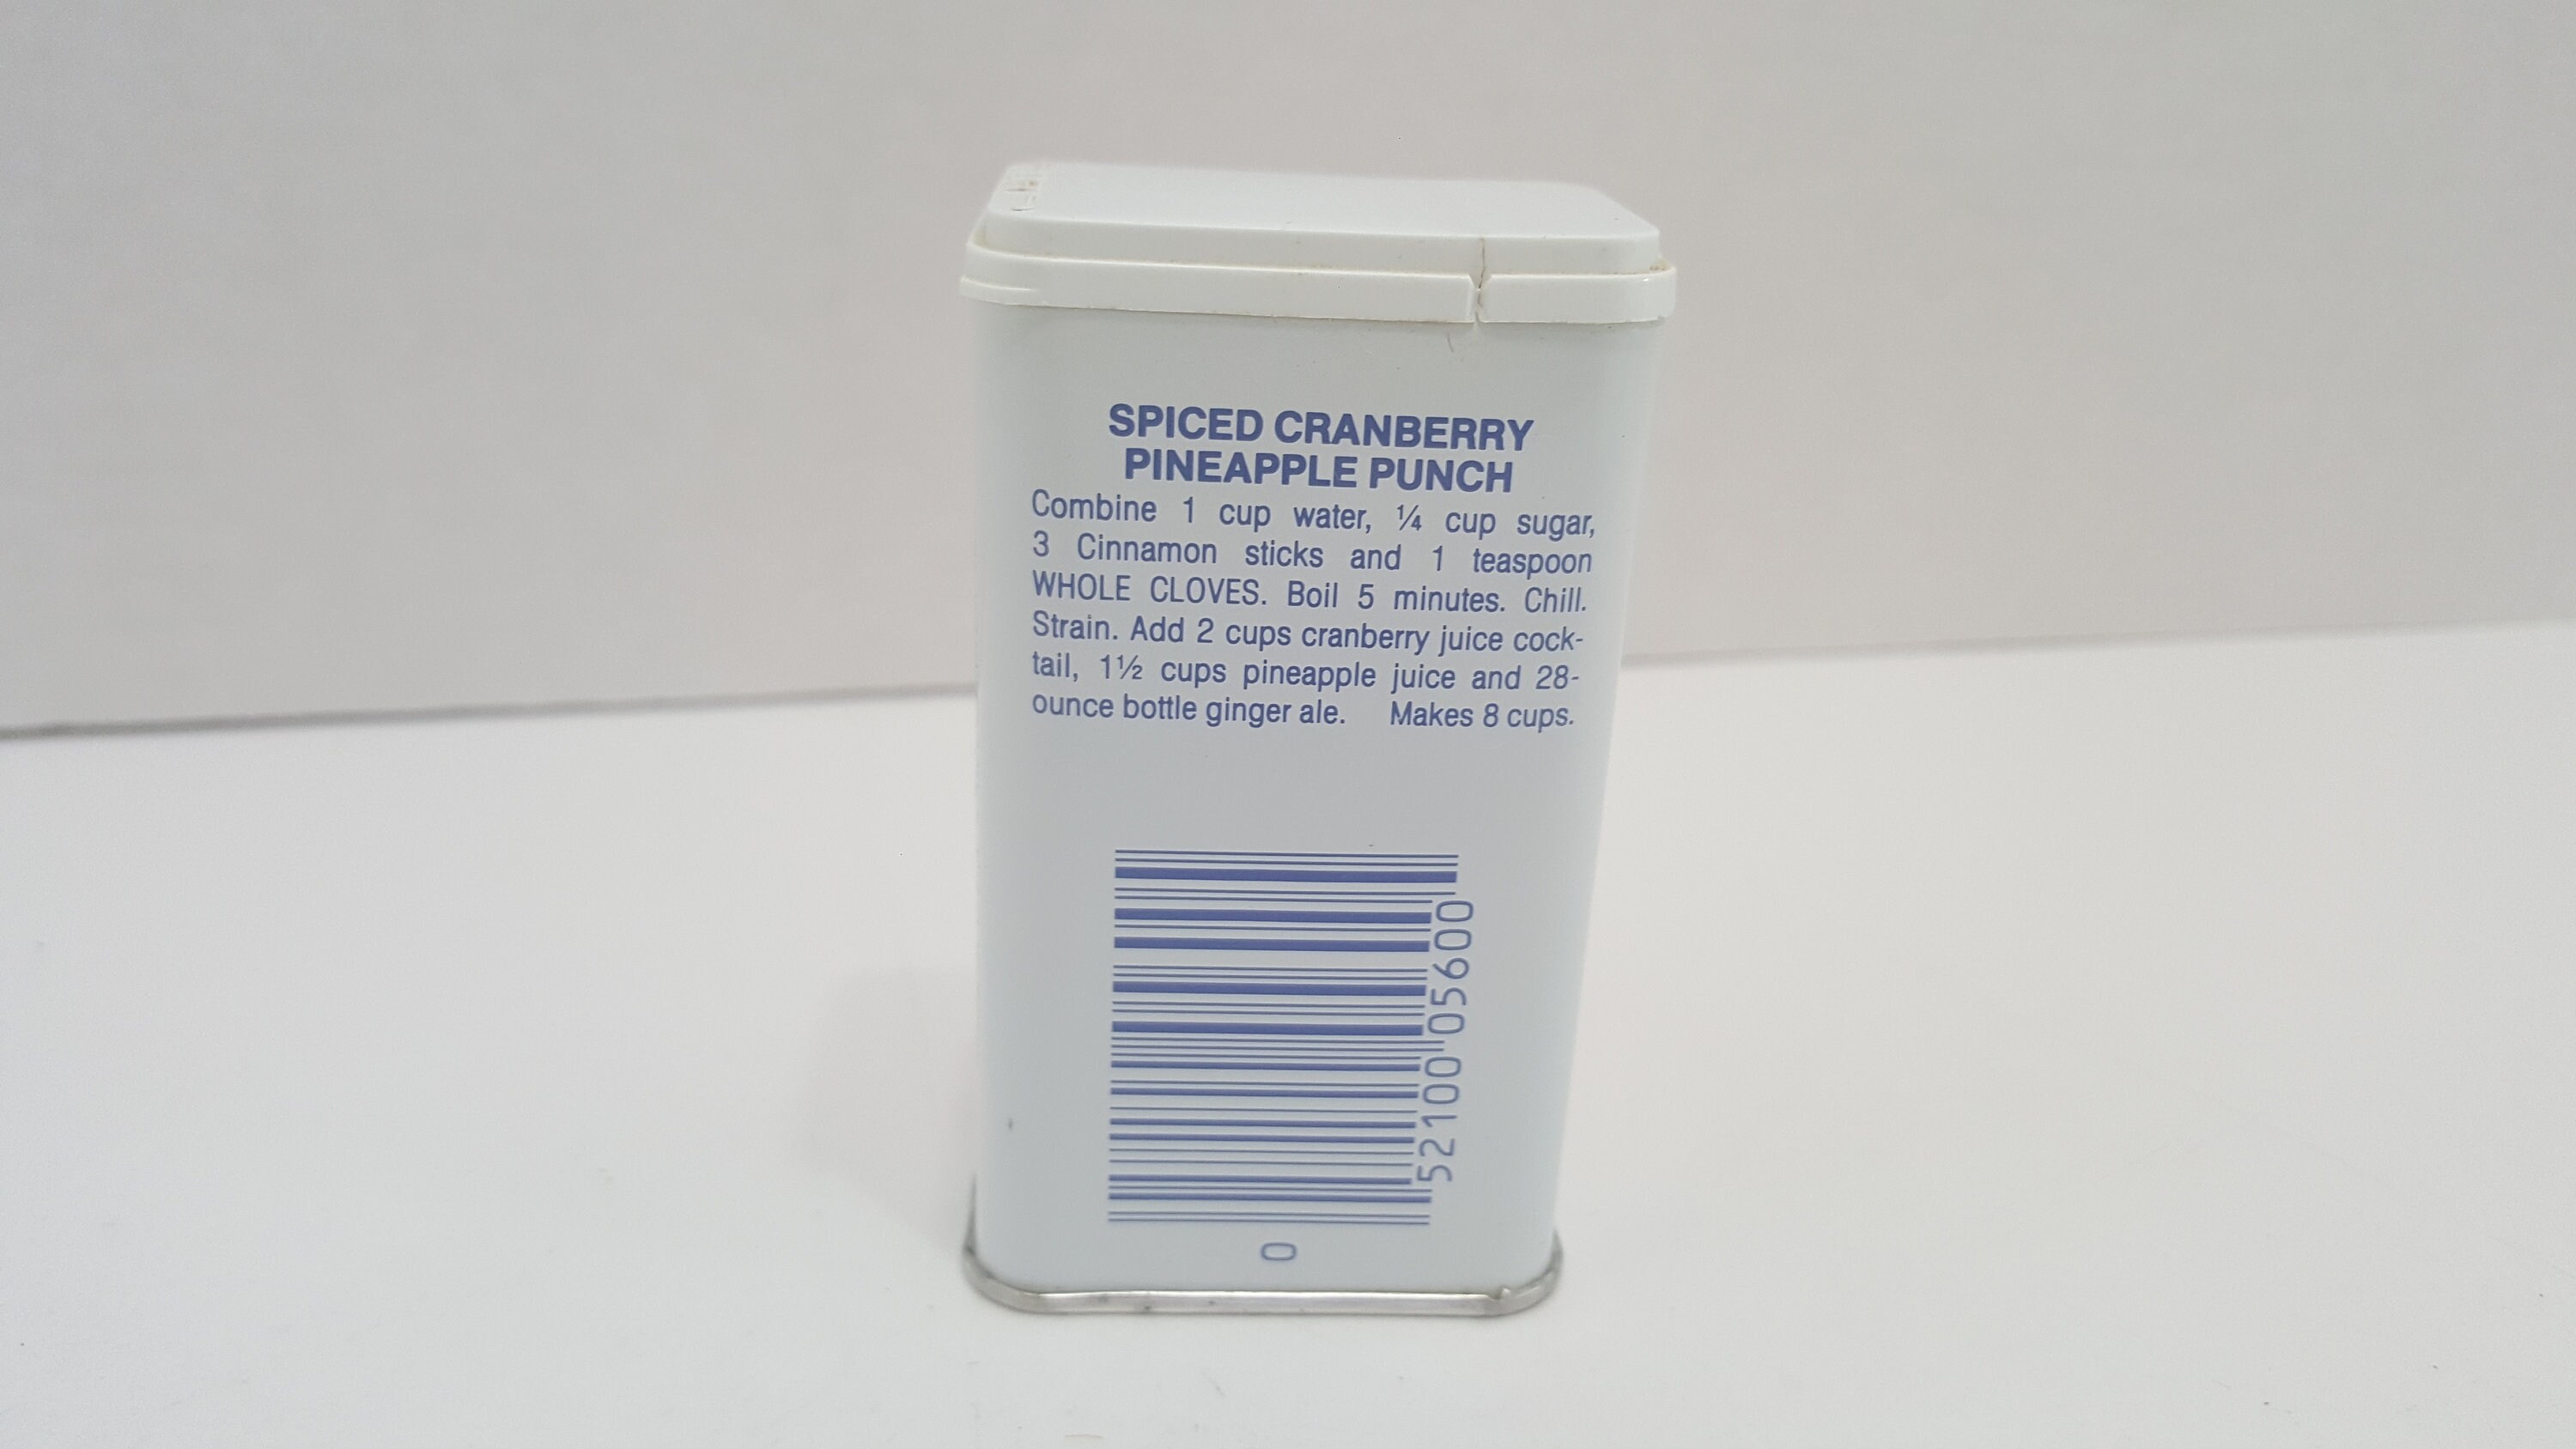 SPICED CRANBERRY
PINEAPPLE PUNCH
Combine 1 cup water, ¼ cup sugar,
3 Cinnamon sticks and 1 teaspoon
WHOLE CLOVES. Boil 5 minutes. Chill.
Strain. Add 2 cups cranberry juice cock-
tail, 1½ cups pineapple juice and 28-
ounce bottle ginger ale. Makes 8 cups.
0 52100 05600